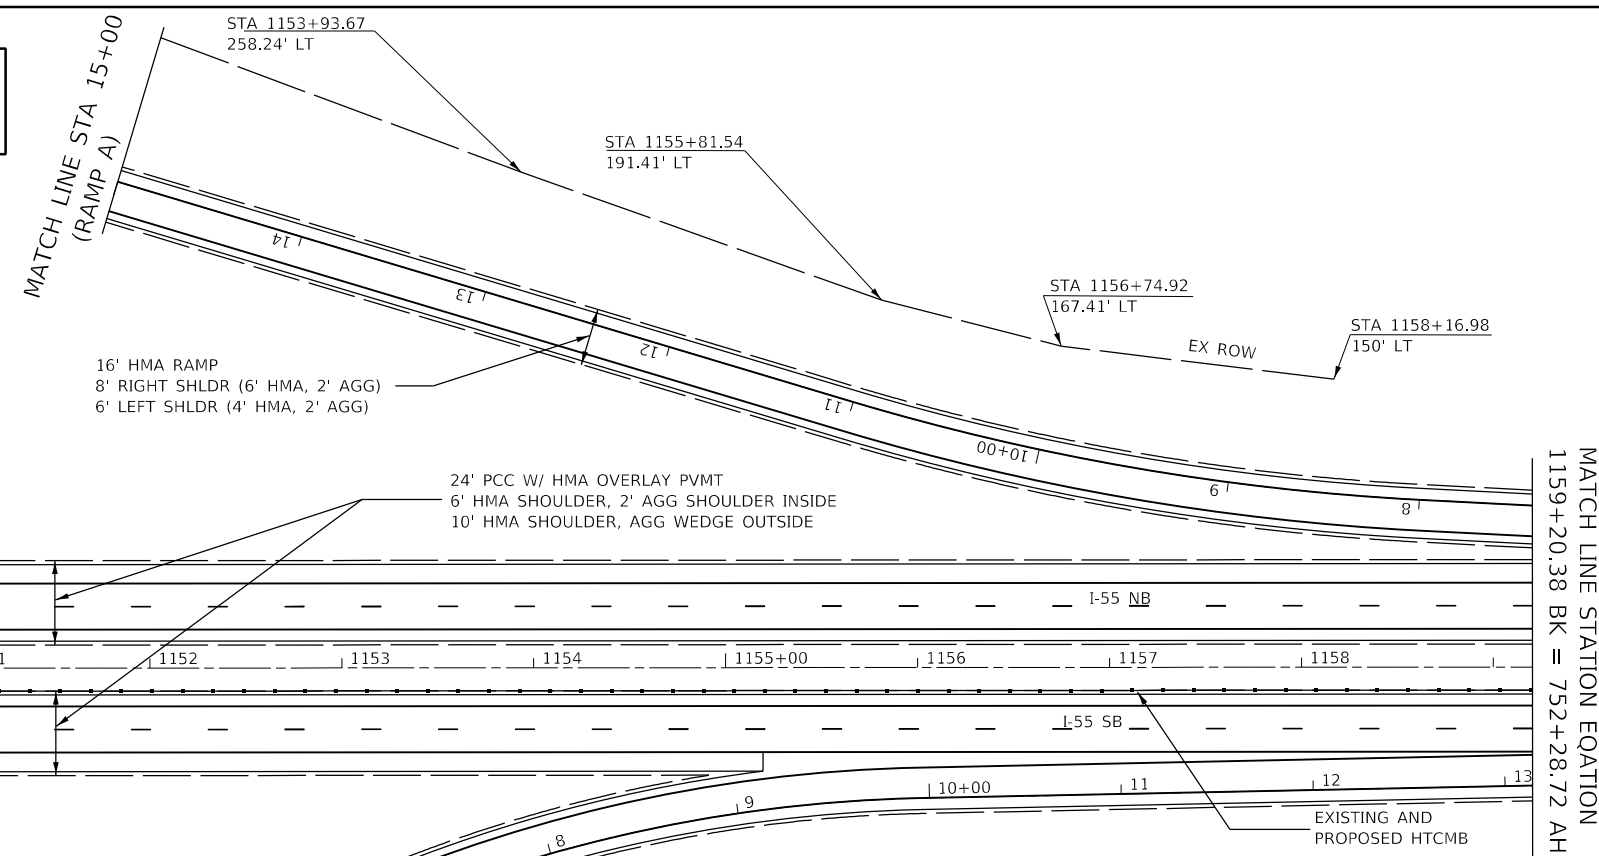 MATCH LINE STA 15+00
(RAMP A)
STA 1153+93.67
258.24' LT
STA 1155+81.54
191.41' LT
STA 1156+74.92
167.41' LT
STA 1158+16.98
150' LT
EX ROW
14
13
12
11
10+00
9
8
16' HMA RAMP
8' RIGHT SHLDR (6' HMA, 2' AGG)
6' LEFT SHLDR (4' HMA, 2' AGG)
24' PCC W/ HMA OVERLAY PVMT
6' HMA SHOULDER, 2' AGG SHOULDER INSIDE
10' HMA SHOULDER, AGG WEDGE OUTSIDE
I-55 NB
1
1152
1153
1154
1155+00
1156
1157
1158
I-55 SB
8
9
10+00
11
12
13
EXISTING AND
PROPOSED HTCMB
MATCH LINE STATION EQATION
1159+20.38 BK = 752+28.72 AH